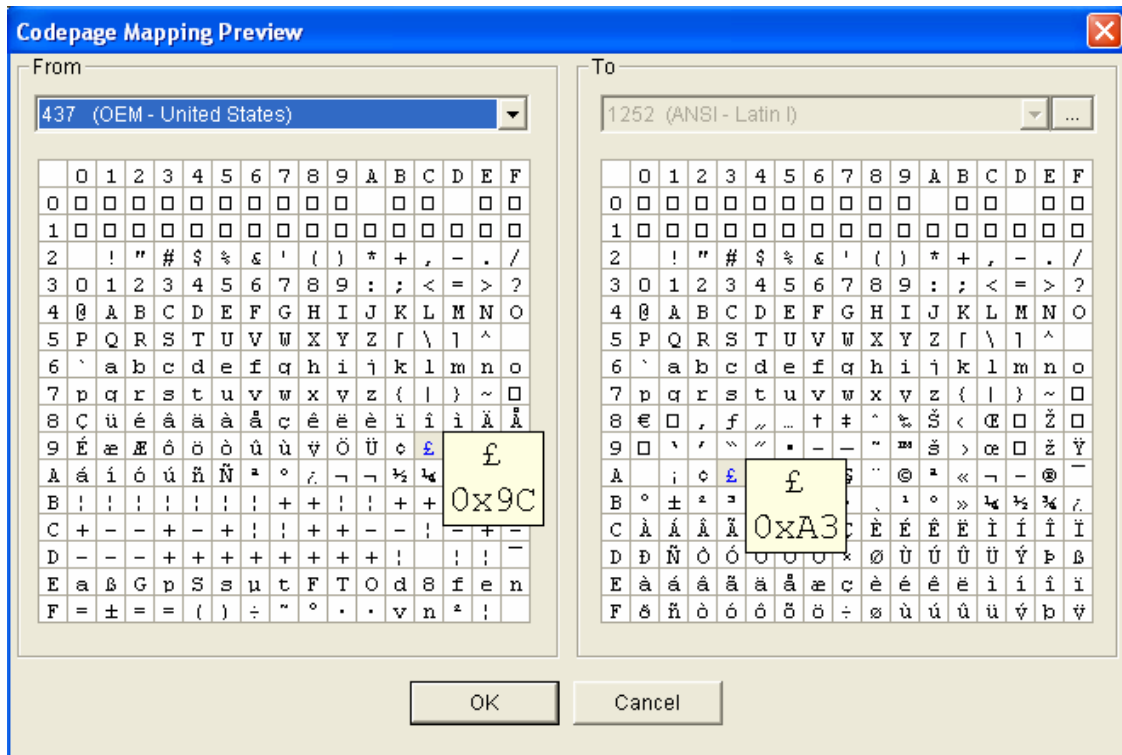 Codepage Mapping Preview
From
437 (OEM - United States)
0 1 2 3 4 5 6 7 8 9 A B C D E F
0 □ □ □ □ □ □ □ □ □ □ □ □ □ □
1 □ □ □ □ □ □ □ □ □ □ □ □ □ □ □ □
2 ! " # $ % & ' ( ) * + , - . /
3 0 1 2 3 4 5 6 7 8 9 : ; < = > ?
4 @ A B C D E F G H I J K L M N O
5 P Q R S T U V W X Y Z [ \ ] ^
6 ` a b c d e f g h i j k l m n o
7 p q r s t u v w x y z { | } ~ □
8 Ç ü é â ä à å ç ê ë è ï î ì Ä Å
9 É æ Æ ô ö ò û ù ÿ Ö Ü ¢ £
A á í ó ú ñ Ñ ª º ¿ ¬ ¬ ½ ¼
B ¦ ¦ ¦ ¦ ¦ ¦ ¦ + + ¦ ¦ + +
C + - - + - + ¦ ¦ + + - - ¦ - + -
D - - - + + + + + + + + ¦ ¦ ¦ ¯
E a ß G p S s µ t F T O d 8 f e n
F = ± = = ( ) ÷ ˜ ° · · v n ² ¦
£
0x9C
To
1252 (ANSI - Latin I)
...
0 1 2 3 4 5 6 7 8 9 A B C D E F
0 □ □ □ □ □ □ □ □ □ □ □ □ □ □
1 □ □ □ □ □ □ □ □ □ □ □ □ □ □ □ □
2 ! " # $ % & ' ( ) * + , - . /
3 0 1 2 3 4 5 6 7 8 9 : ; < = > ?
4 @ A B C D E F G H I J K L M N O
5 P Q R S T U V W X Y Z [ \ ] ^
6 ` a b c d e f g h i j k l m n o
7 p q r s t u v w x y z { | } ~ □
8 € □ ‚ ƒ „ … † ‡ ˆ ‰ Š ‹ Œ □ Ž □
9 □ ‘ ’ “ ” • – — ˜ ™ š › œ □ ž Ÿ
A ¡ ¢ £ § ¨ © ª « ¬ - ® ¯
B ° ± ² ³ ¸ ¹ º » ¼ ½ ¾ ¿
C À Á Â Ã Ç È É Ê Ë Ì Í Î Ï
D Ð Ñ Ò Ó Ô Õ Ö × Ø Ù Ú Û Ü Ý Þ ß
E à á â ã ä å æ ç è é ê ë ì í î ï
F ð ñ ò ó ô õ ö ÷ ø ù ú û ü ý þ ÿ
£
0xA3
OK
Cancel